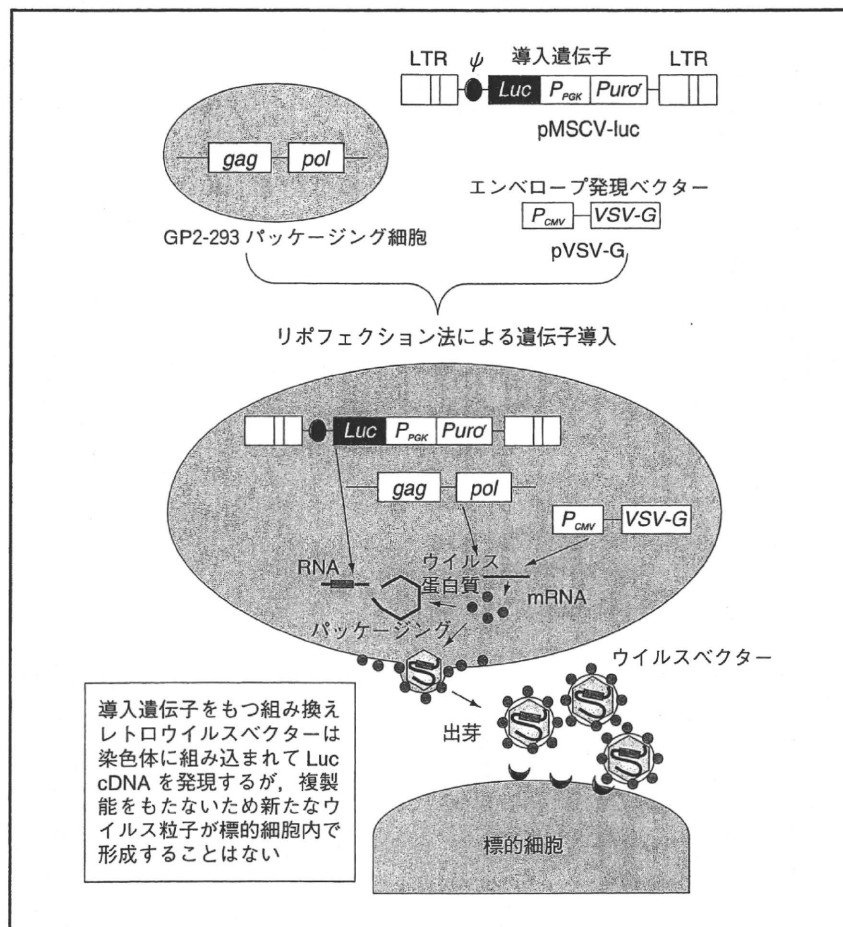 LTR ψ 導入遺伝子 LTR
Luc P_PGK Puro^r
pMSCV-luc
gag pol
エンベロープ発現ベクター
P_CMV VSV-G
pVSV-G
GP2-293 パッケージング細胞
リポフェクション法による遺伝子導入
Luc P_PGK Puro^r
gag pol
P_CMV VSV-G
RNA
ウイルス
蛋白質
mRNA
パッケージング
ウイルスベクター
出芽
標的細胞
導入遺伝子をもつ組み換え
レトロウイルスベクターは
染色体に組み込まれて Luc
cDNA を発現するが，複製
能をもたないため新たなウ
イルス粒子が標的細胞内で
形成することはない